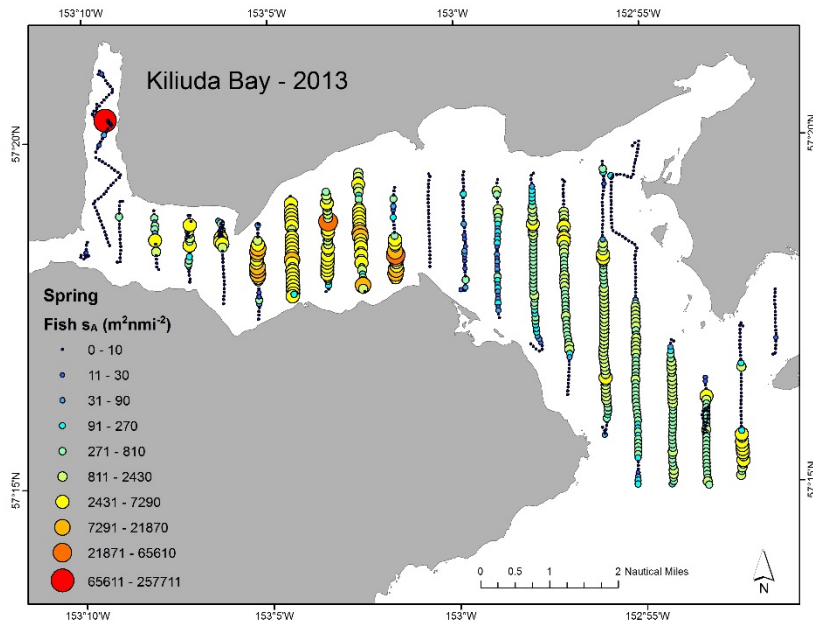 153°10'W 153°5'W 153°0'W 152°55'W
Kiliuda Bay - 2013
57°20'N
57°20'N
Spring
Fish sA (m²nmi⁻²)
0 - 10
11 - 30
31 - 90
91 - 270
271 - 810
811 - 2430
2431 - 7290
7291 - 21870
21871 - 65610
65611 - 257711
57°15'N
57°15'N
0 0.5 1 2 Nautical Miles
N
153°10'W 153°5'W 153°0'W 152°55'W